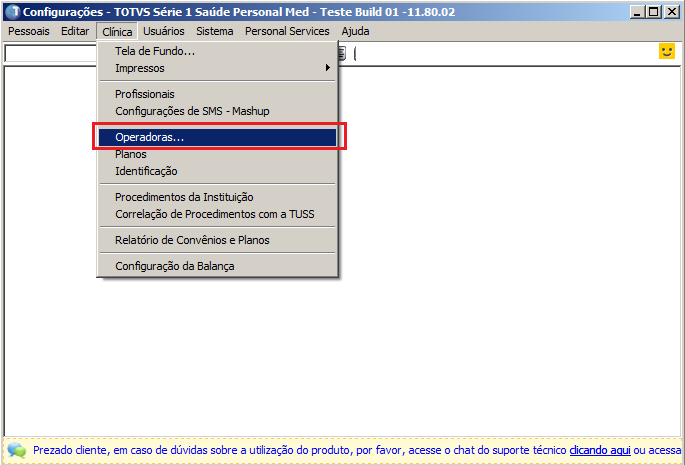 Configurações - TOTVS Série 1 Saúde Personal Med - Teste Build 01 -11.80.02
Pessoais Editar Clínica Usuários Sistema Personal Services Ajuda
Tela de Fundo...
Impressos
Profissionais
Configurações de SMS - Mashup
Operadoras...
Planos
Identificação
Procedimentos da Instituição
Correlação de Procedimentos com a TUSS
Relatório de Convênios e Planos
Configuração da Balança
Prezado cliente, em caso de dúvidas sobre a utilização do produto, por favor, acesse o chat do suporte técnico clicando aqui ou acessa